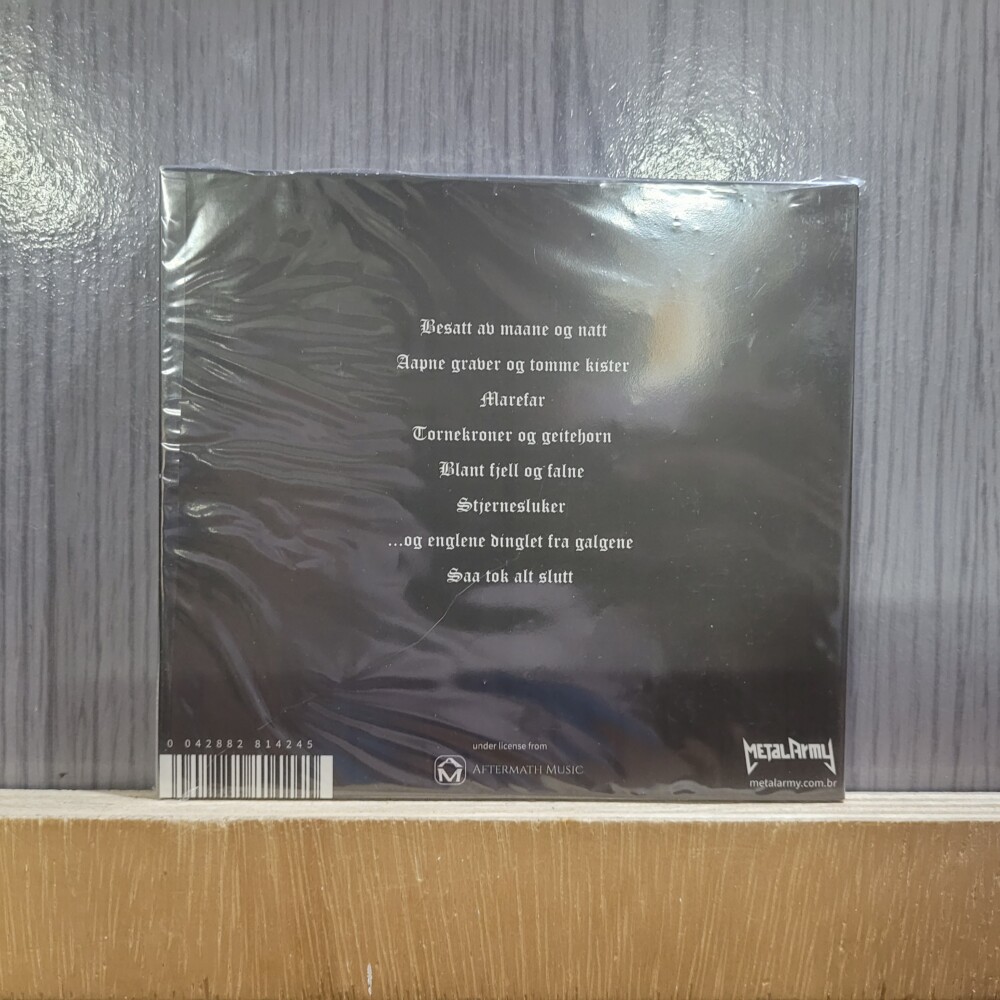 Besatt av maane og natt
Aapne graver og tomme kister
Marefar
Tornekroner og geitehorn
Blant fjell og falne
Stjernesluker
...og englene dinglet fra galgene
Saa tok alt slutt
0 042882 814245
under license from
M AFTERMATH MUSIC
METALARMY
metalarmy.com.br